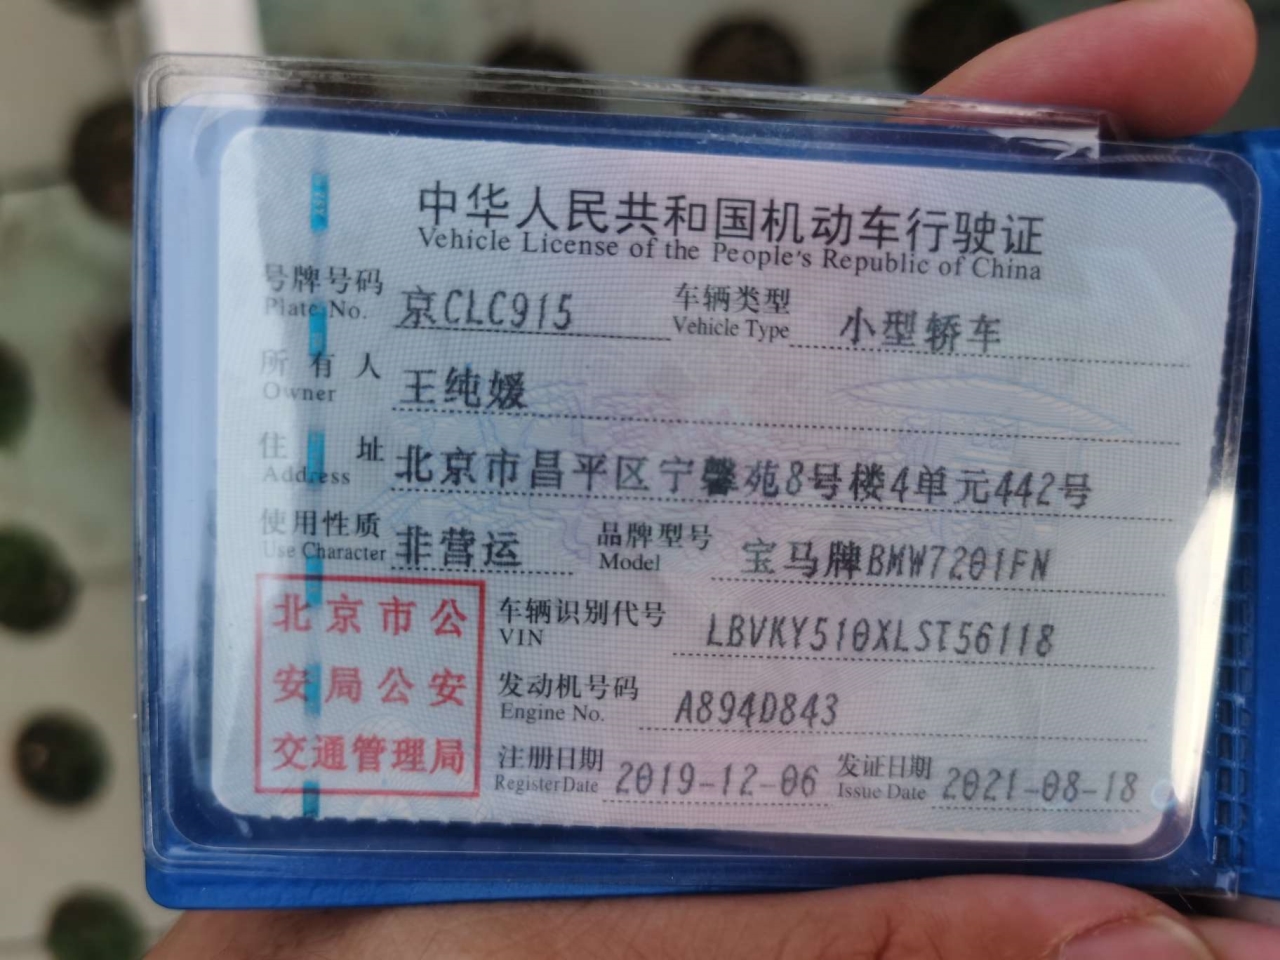 中华人民共和国机动车行驶证
Vehicle License of the People's Republic of China
号牌号码 京CLC915 车辆类型 小型轿车
Plate No. Vehicle Type
所有人 王纯媛
Owner
住址 北京市昌平区宁馨苑8号楼4单元442号
Address
使用性质 非营运 品牌型号 宝马牌BMW7201FN
Use Character Model
北京市公
安局公安
交通管理局
车辆识别代号 LBVKY510XLST56118
VIN
发动机号码 A894D843
Engine No.
注册日期 2019-12-06 发证日期 2021-08-18
Register Date Issue Date